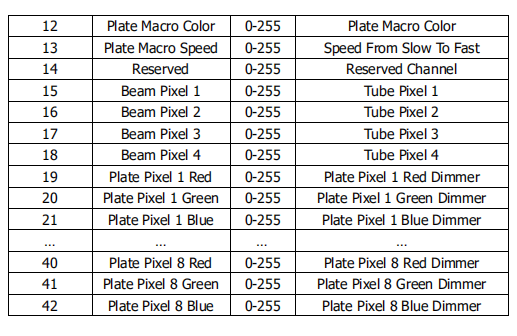 12 Plate Macro Color 0-255 Plate Macro Color
13 Plate Macro Speed 0-255 Speed From Slow To Fast
14 Reserved 0-255 Reserved Channel
15 Beam Pixel 1 0-255 Tube Pixel 1
16 Beam Pixel 2 0-255 Tube Pixel 2
17 Beam Pixel 3 0-255 Tube Pixel 3
18 Beam Pixel 4 0-255 Tube Pixel 4
19 Plate Pixel 1 Red 0-255 Plate Pixel 1 Red Dimmer
20 Plate Pixel 1 Green 0-255 Plate Pixel 1 Green Dimmer
21 Plate Pixel 1 Blue 0-255 Plate Pixel 1 Blue Dimmer
... ... ... ...
40 Plate Pixel 8 Red 0-255 Plate Pixel 8 Red Dimmer
41 Plate Pixel 8 Green 0-255 Plate Pixel 8 Green Dimmer
42 Plate Pixel 8 Blue 0-255 Plate Pixel 8 Blue Dimmer